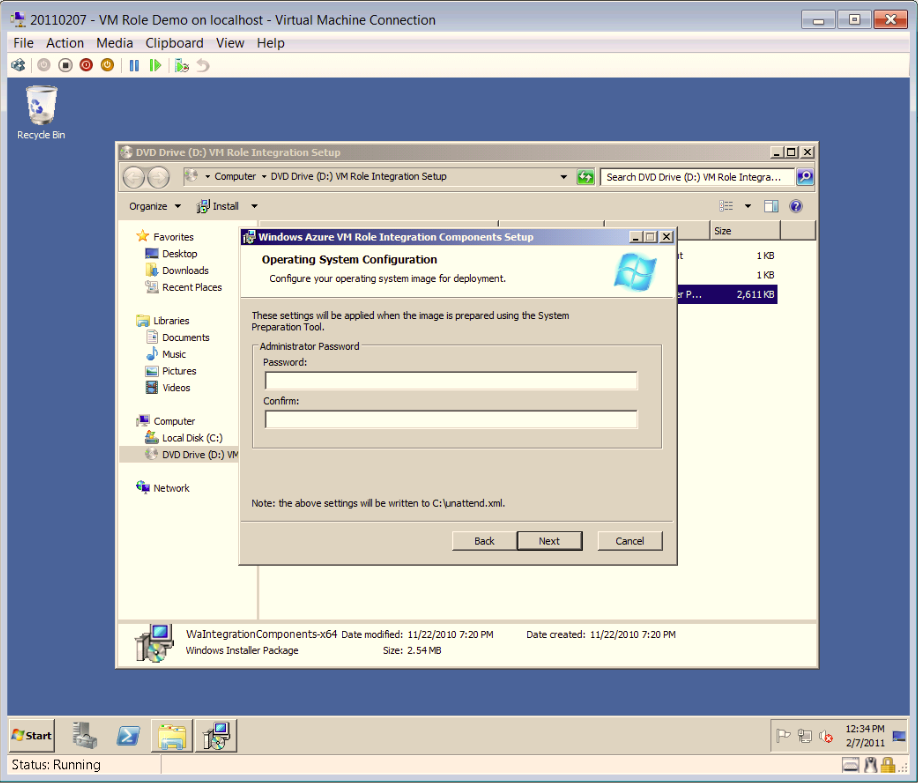 20110207 - VM Role Demo on localhost - Virtual Machine Connection
File Action Media Clipboard View Help
Recycle Bin
DVD Drive (D:) VM Role Integration Setup
Computer DVD Drive (D:) VM Role Integration Setup
Search DVD Drive (D:) VM Role Integra...
Organize Install
Size
Favorites
Desktop
Downloads
Recent Places
Libraries
Documents
Music
Pictures
Videos
Computer
Local Disk (C:)
DVD Drive (D:) VM
Network
1 KB
1 KB
er P... 2,611 KB
Windows Azure VM Role Integration Components Setup
Operating System Configuration
Configure your operating system image for deployment.
These settings will be applied when the image is prepared using the System
Preparation Tool.
Administrator Password
Password:
Confirm:
Note: the above settings will be written to C:\unattend.xml.
Back Next Cancel
WaIntegrationComponents-x64 Date modified: 11/22/2010 7:20 PM Date created: 11/22/2010 7:20 PM
Windows Installer Package Size: 2.54 MB
Start
12:34 PM
2/7/2011
Status: Running